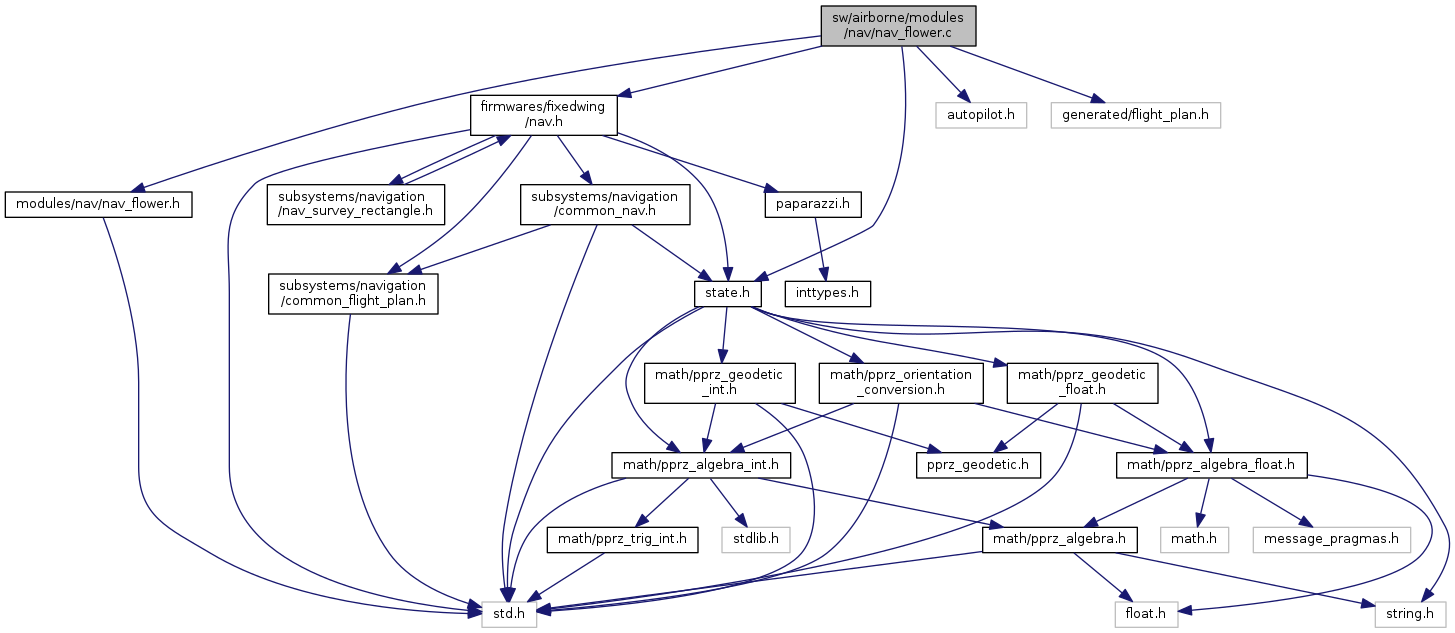 sw/airborne/modules
/nav/nav_flower.c
firmwares/fixedwing
/nav.h
autopilot.h
generated/flight_plan.h
modules/nav/nav_flower.h
subsystems/navigation
/nav_survey_rectangle.h
subsystems/navigation
/common_nav.h
paparazzi.h
subsystems/navigation
/common_flight_plan.h
state.h
inttypes.h
math/pprz_geodetic
_int.h
math/pprz_orientation
_conversion.h
math/pprz_geodetic
_float.h
math/pprz_algebra_int.h
pprz_geodetic.h
math/pprz_algebra_float.h
math/pprz_trig_int.h
stdlib.h
math/pprz_algebra.h
math.h
message_pragmas.h
std.h
float.h
string.h